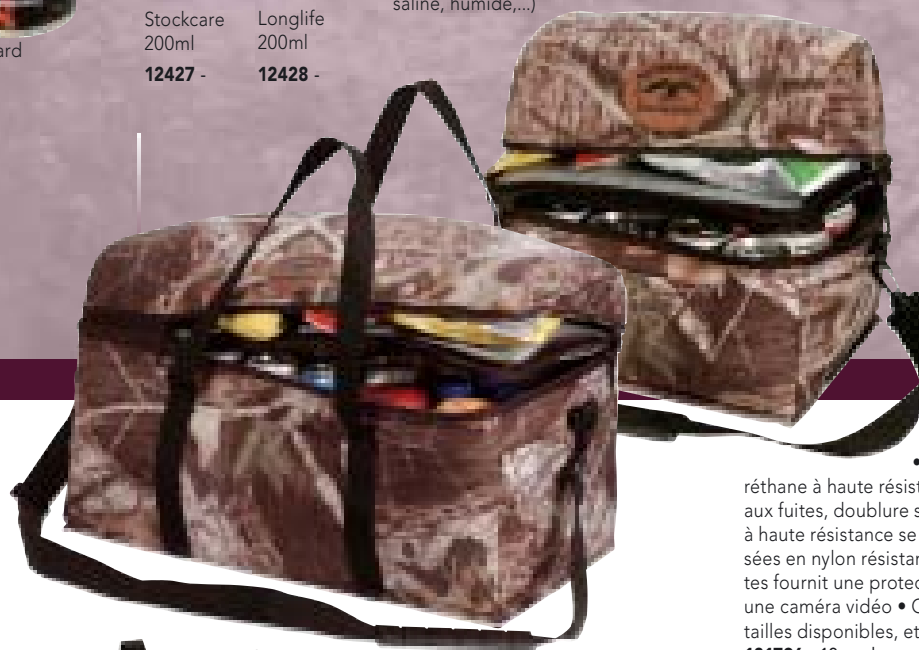 saline, humide,...)
Stockcare
200ml
12427 -
Longlife
200ml
12428 -
ard
•
réthane à haute résist
aux fuites, doublure s
à haute résistance se
sées en nylon résistan
tes fournit une protec
une caméra vidéo • C
tailles disponibles, et